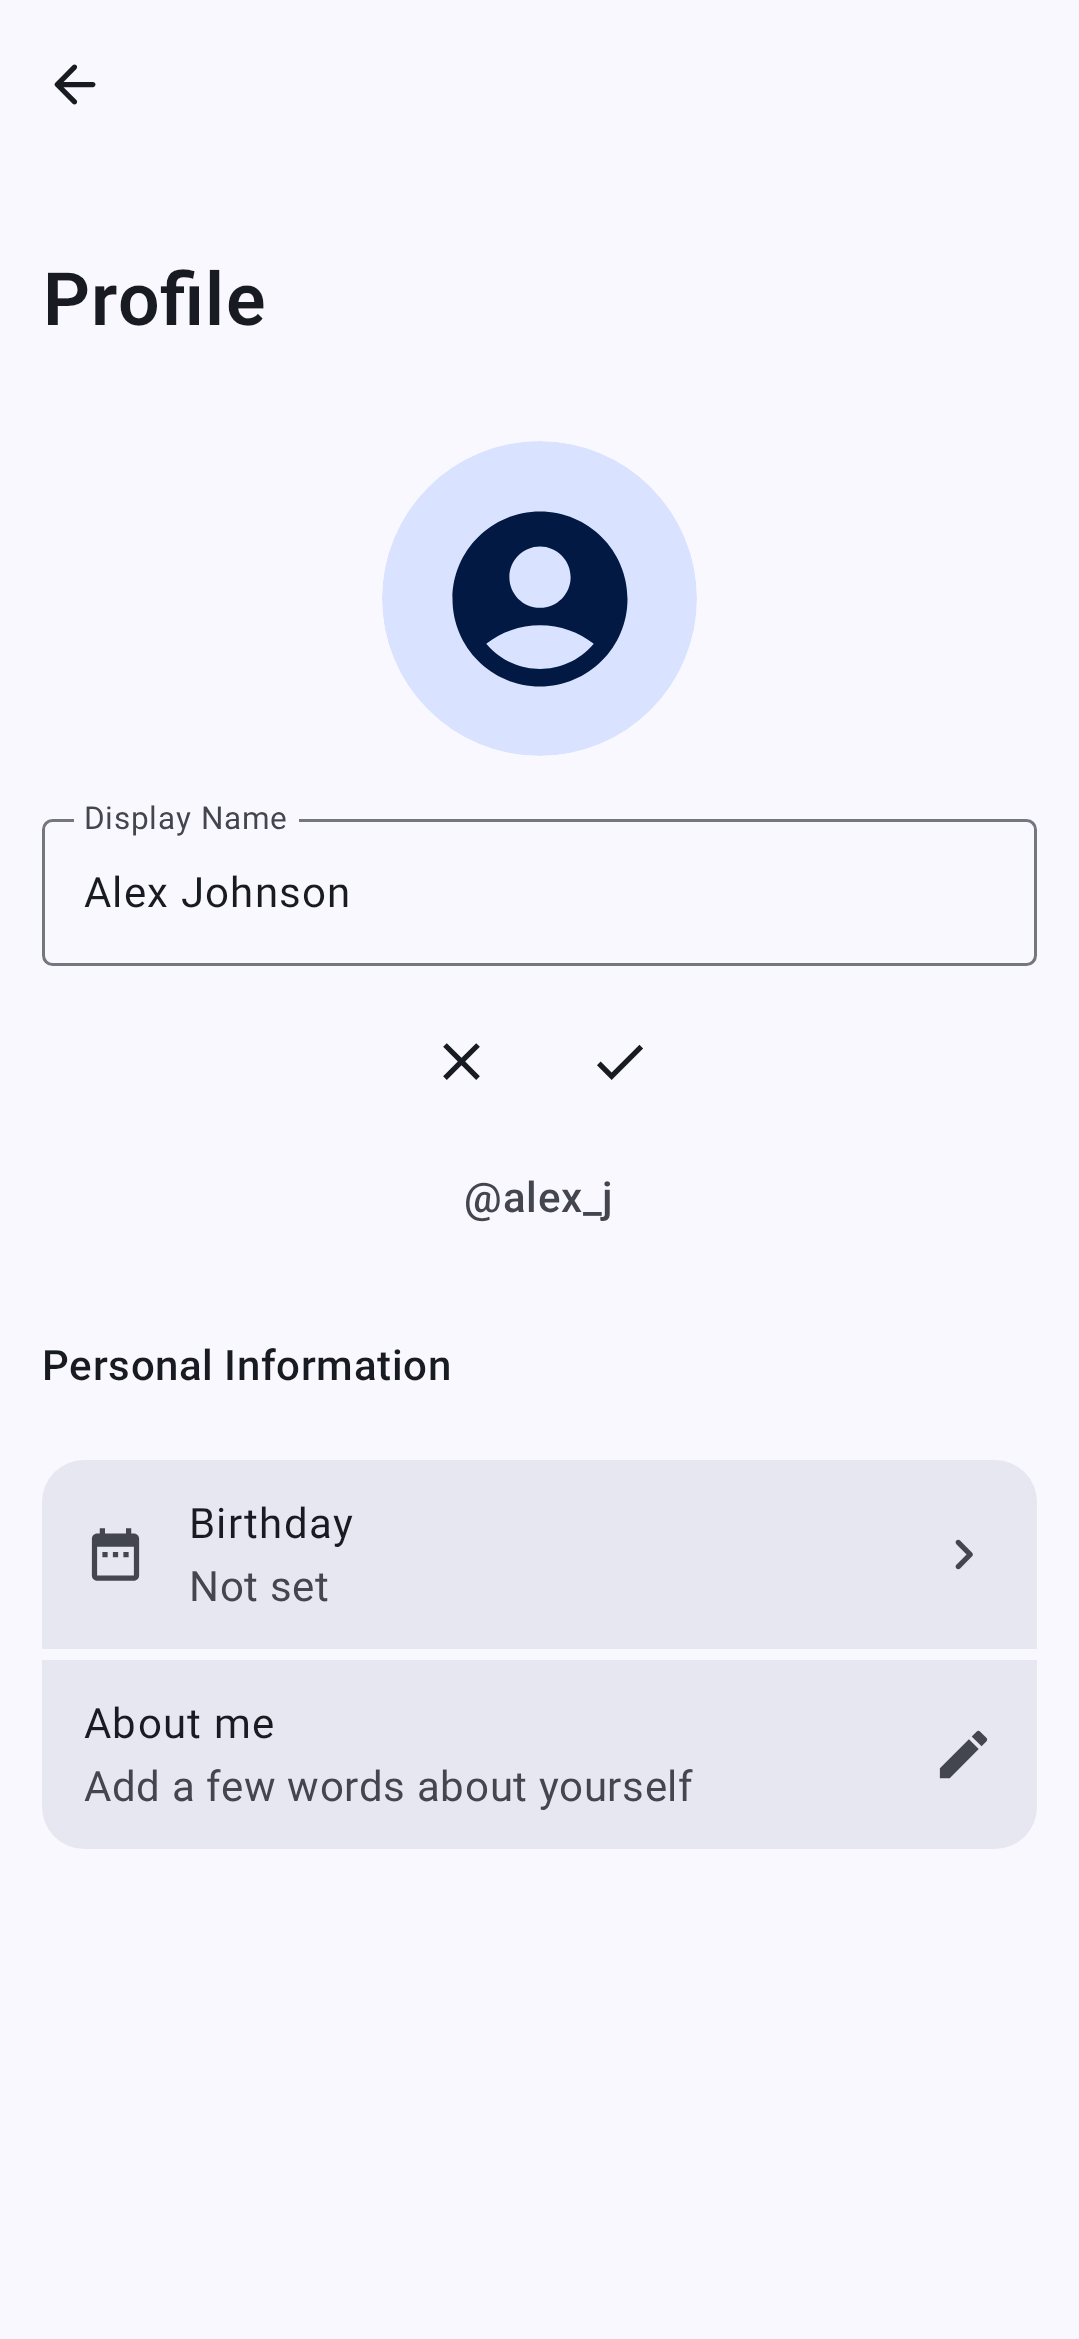 Profile
Display Name
Alex Johnson
@alex_j
Personal Information
Birthday
Not set
About me
Add a few words about yourself